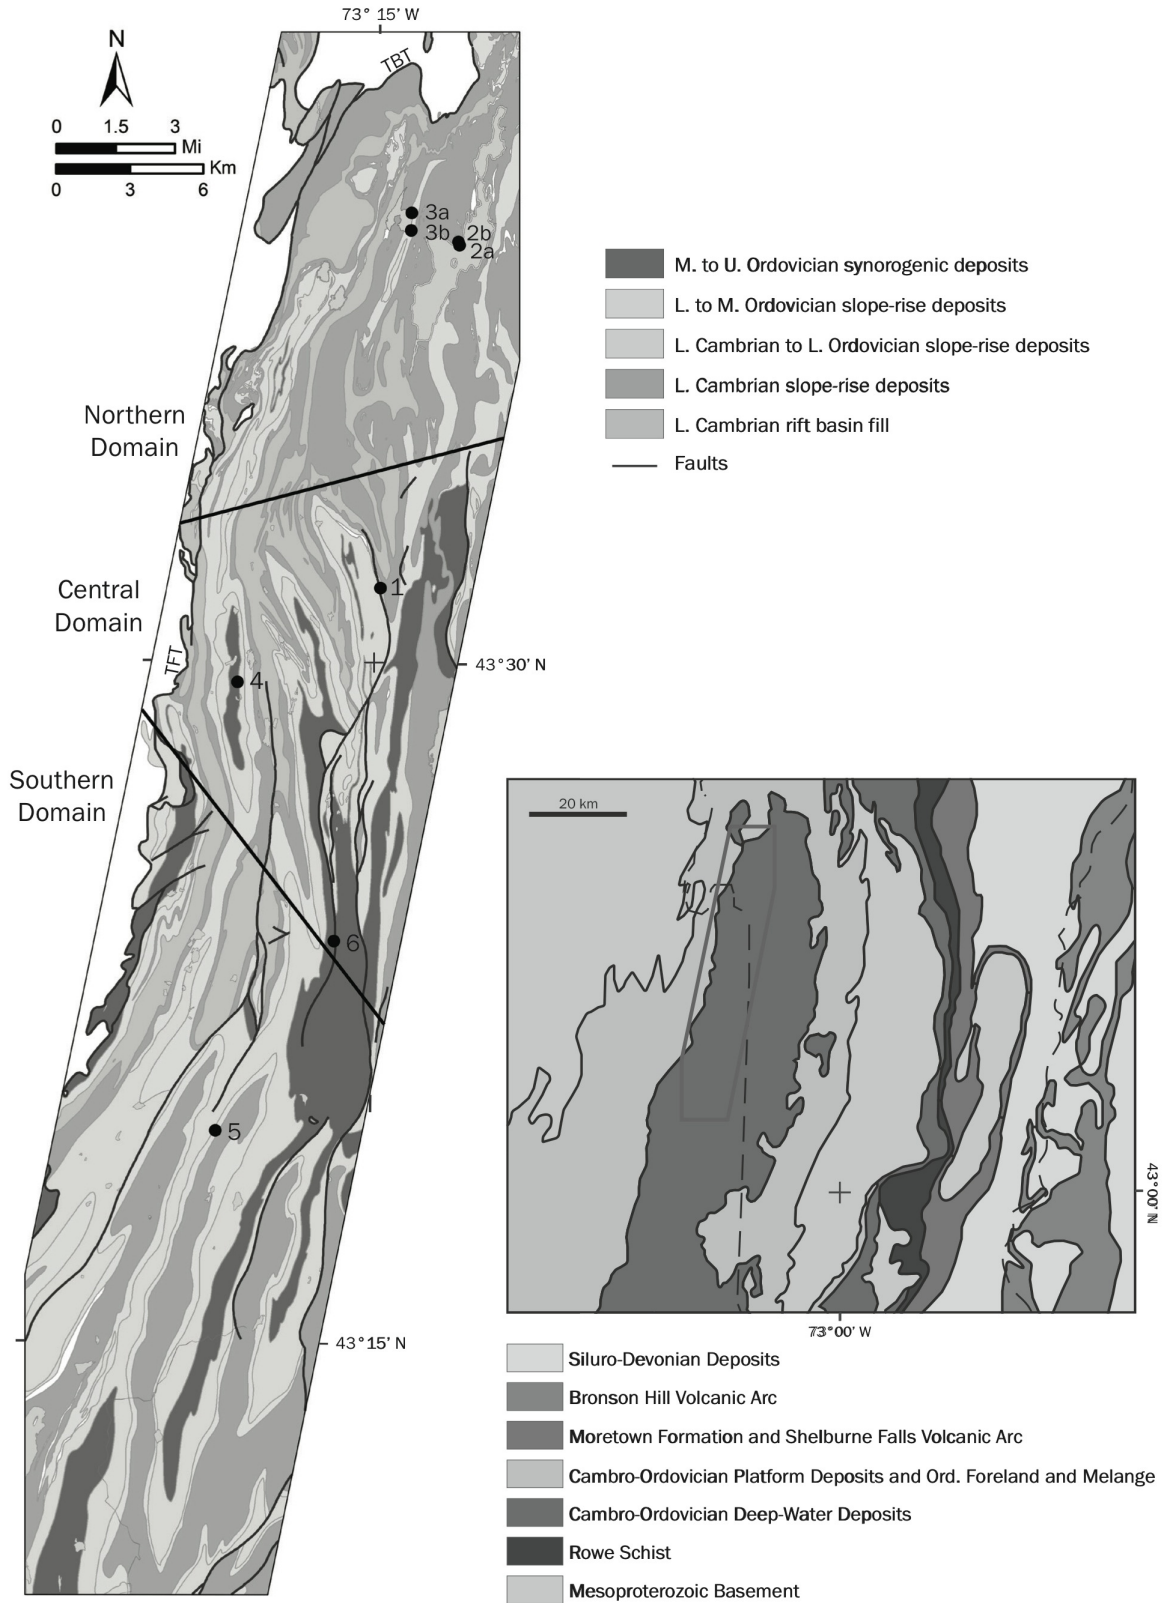 73° 15' W
N
TBT
0 1.5 3
Mi
Km
0 3 6
3a
3b
2b
2a
M. to U. Ordovician synorogenic deposits
L. to M. Ordovician slope-rise deposits
L. Cambrian to L. Ordovician slope-rise deposits
L. Cambrian slope-rise deposits
L. Cambrian rift basin fill
Faults
Northern
Domain
Central
Domain
1
TFT
43°30' N
4
Southern
Domain
20 km
6
5
43°00' N
73°00' W
43°15' N
Siluro-Devonian Deposits
Bronson Hill Volcanic Arc
Moretown Formation and Shelburne Falls Volcanic Arc
Cambro-Ordovician Platform Deposits and Ord. Foreland and Melange
Cambro-Ordovician Deep-Water Deposits
Rowe Schist
Mesoproterozoic Basement